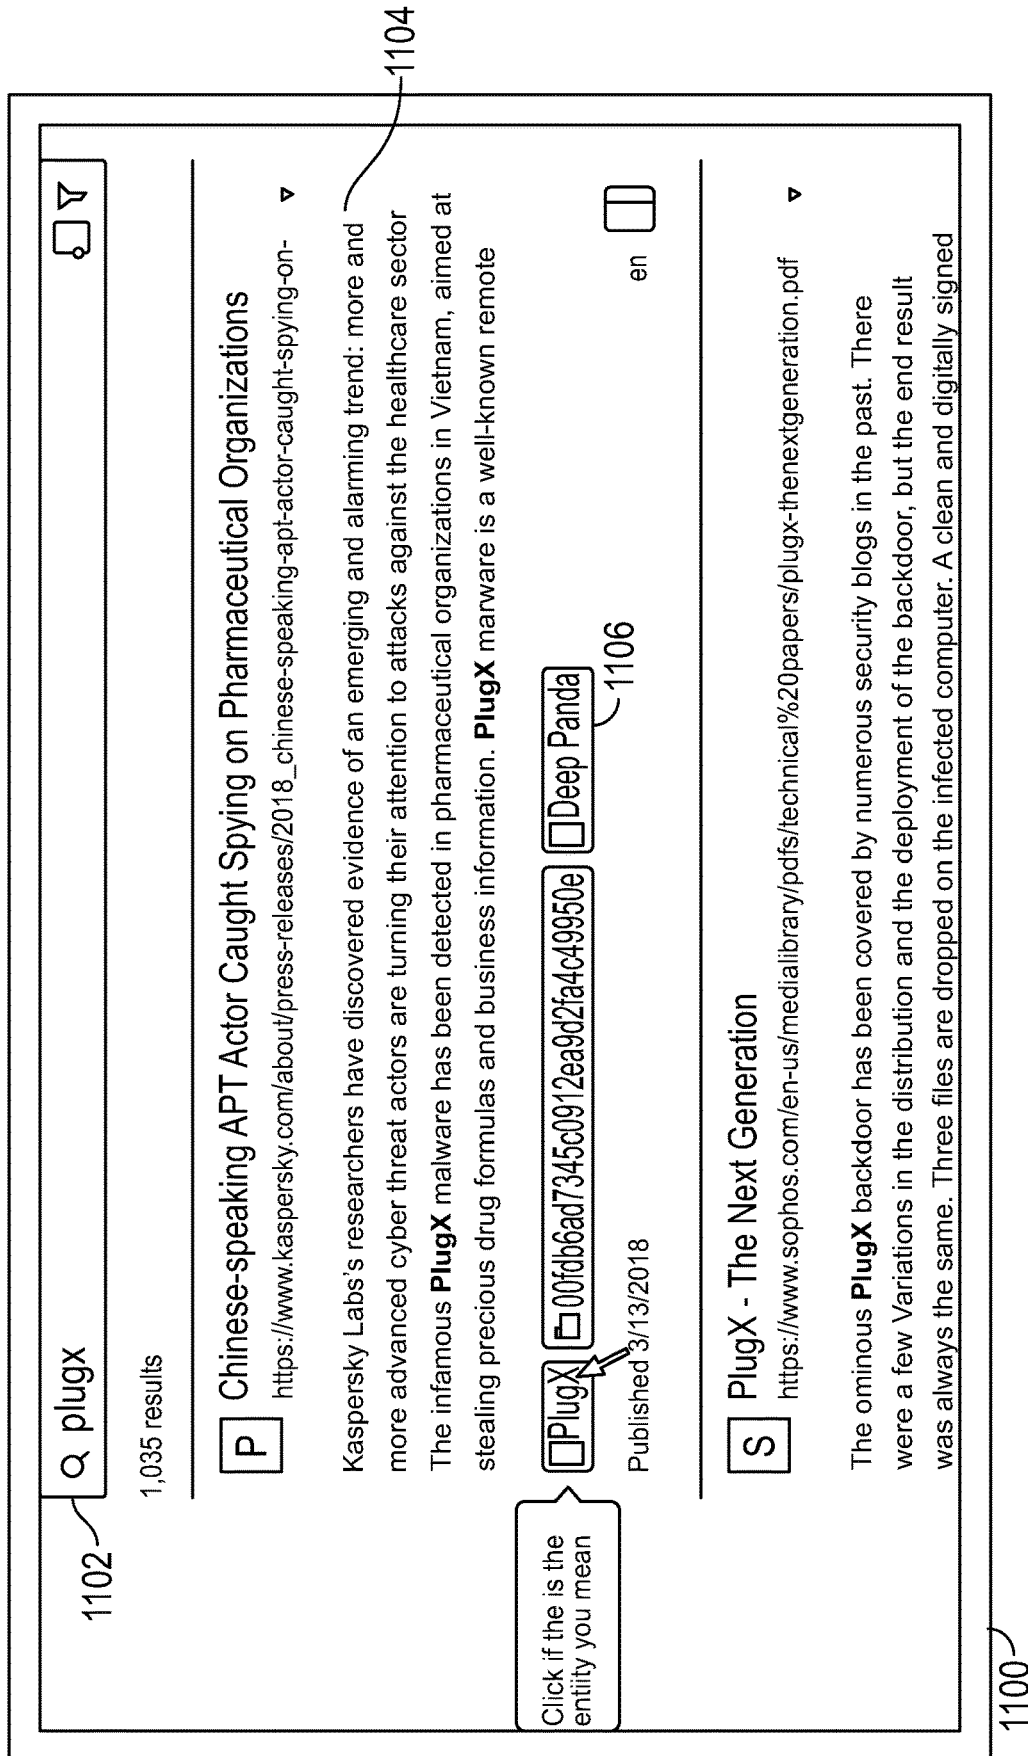 1102
plugx
1,035 results
P
Chinese-speaking APT Actor Caught Spying on Pharmaceutical Organizations
https://www.kaspersky.com/about/press-releases/2018_chinese-speaking-apt-actor-caught-spying-on-
1104
Kaspersky Labs's researchers have discovered evidence of an emerging and alarming trend: more and
more advanced cyber threat actors are turning their attention to attacks against the healthcare sector
The infamous PlugX malware has been detected in pharmaceutical organizations in Vietnam, aimed at
stealing precious drug formulas and business information. PlugX marware is a well-known remote
Click if the is the
entiity you mean
PlugX
00fdb6ad7345c0912ea9d2fa4c49950e
Deep Panda
1106
Published 3/13/2018
en
S
PlugX - The Next Generation
https://www.sophos.com/en-us/medialibrary/pdfs/technical%20papers/plugx-thenextgeneration.pdf
The ominous PlugX backdoor has been covered by numerous security blogs in the past. There
were a few Variations in the distribution and the deployment of the backdoor, but the end result
was always the same. Three files are dropped on the infected computer. A clean and digitally signed
1100